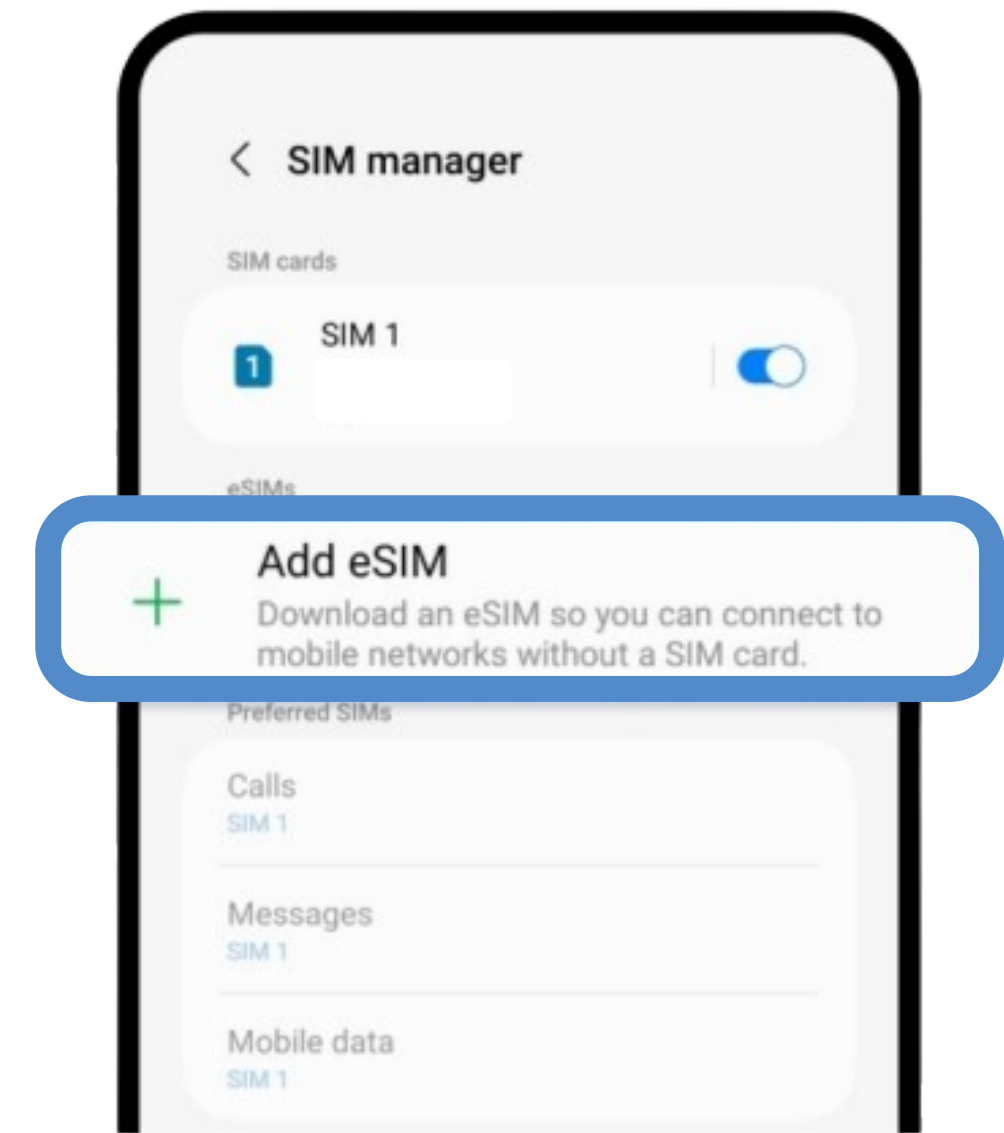 SIM manager
SIM cards
1
SIM 1
eSIMs
Add eSIM
Download an eSIM so you can connect to
mobile networks without a SIM card.
Preferred SIMs
Calls
SIM 1
Messages
SIM 1
Mobile data
SIM 1